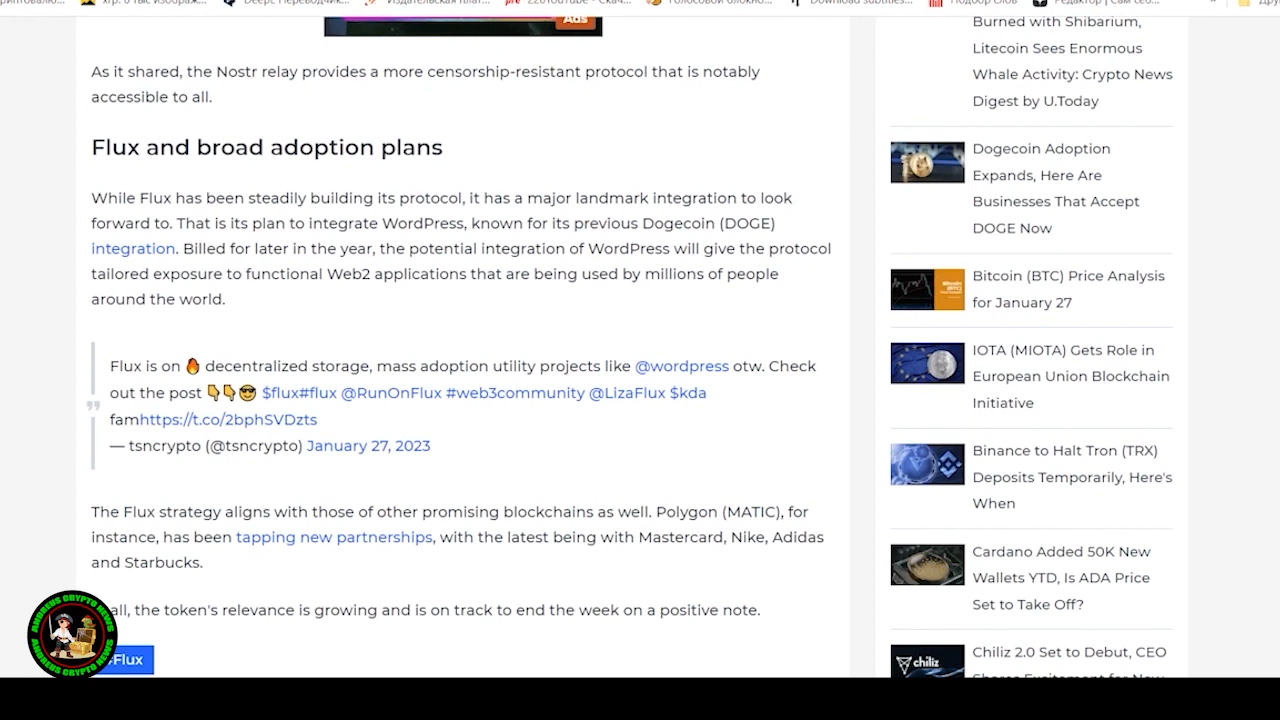 Ads
As it shared, the Nostr relay provides a more censorship-resistant protocol that is notably
accessible to all.
Flux and broad adoption plans
While Flux has been steadily building its protocol, it has a major landmark integration to look
forward to. That is its plan to integrate WordPress, known for its previous Dogecoin (DOGE)
integration. Billed for later in the year, the potential integration of WordPress will give the protocol
tailored exposure to functional Web2 applications that are being used by millions of people
around the world.
Flux is on 🔥 decentralized storage, mass adoption utility projects like @wordpress otw. Check
out the post 👇👇😎 $flux#flux @RunOnFlux #web3community @LizaFlux $kda
famhttps://t.co/2bphSVDzts
— tsncrypto (@tsncrypto) January 27, 2023
The Flux strategy aligns with those of other promising blockchains as well. Polygon (MATIC), for
instance, has been tapping new partnerships, with the latest being with Mastercard, Nike, Adidas
and Starbucks.
all, the token's relevance is growing and is on track to end the week on a positive note.
#Flux
ANDREUS CRYPTO NEWS
ANDREUS CRYPTO NEWS
Burned with Shibarium,
Litecoin Sees Enormous
Whale Activity: Crypto News
Digest by U.Today
Dogecoin Adoption
Expands, Here Are
Businesses That Accept
DOGE Now
Bitcoin (BTC) Price Analysis
for January 27
IOTA (MIOTA) Gets Role in
European Union Blockchain
Initiative
Binance to Halt Tron (TRX)
Deposits Temporarily, Here's
When
Cardano Added 50K New
Wallets YTD, Is ADA Price
Set to Take Off?
chiliz
Chiliz 2.0 Set to Debut, CEO
Shares Excitement for New